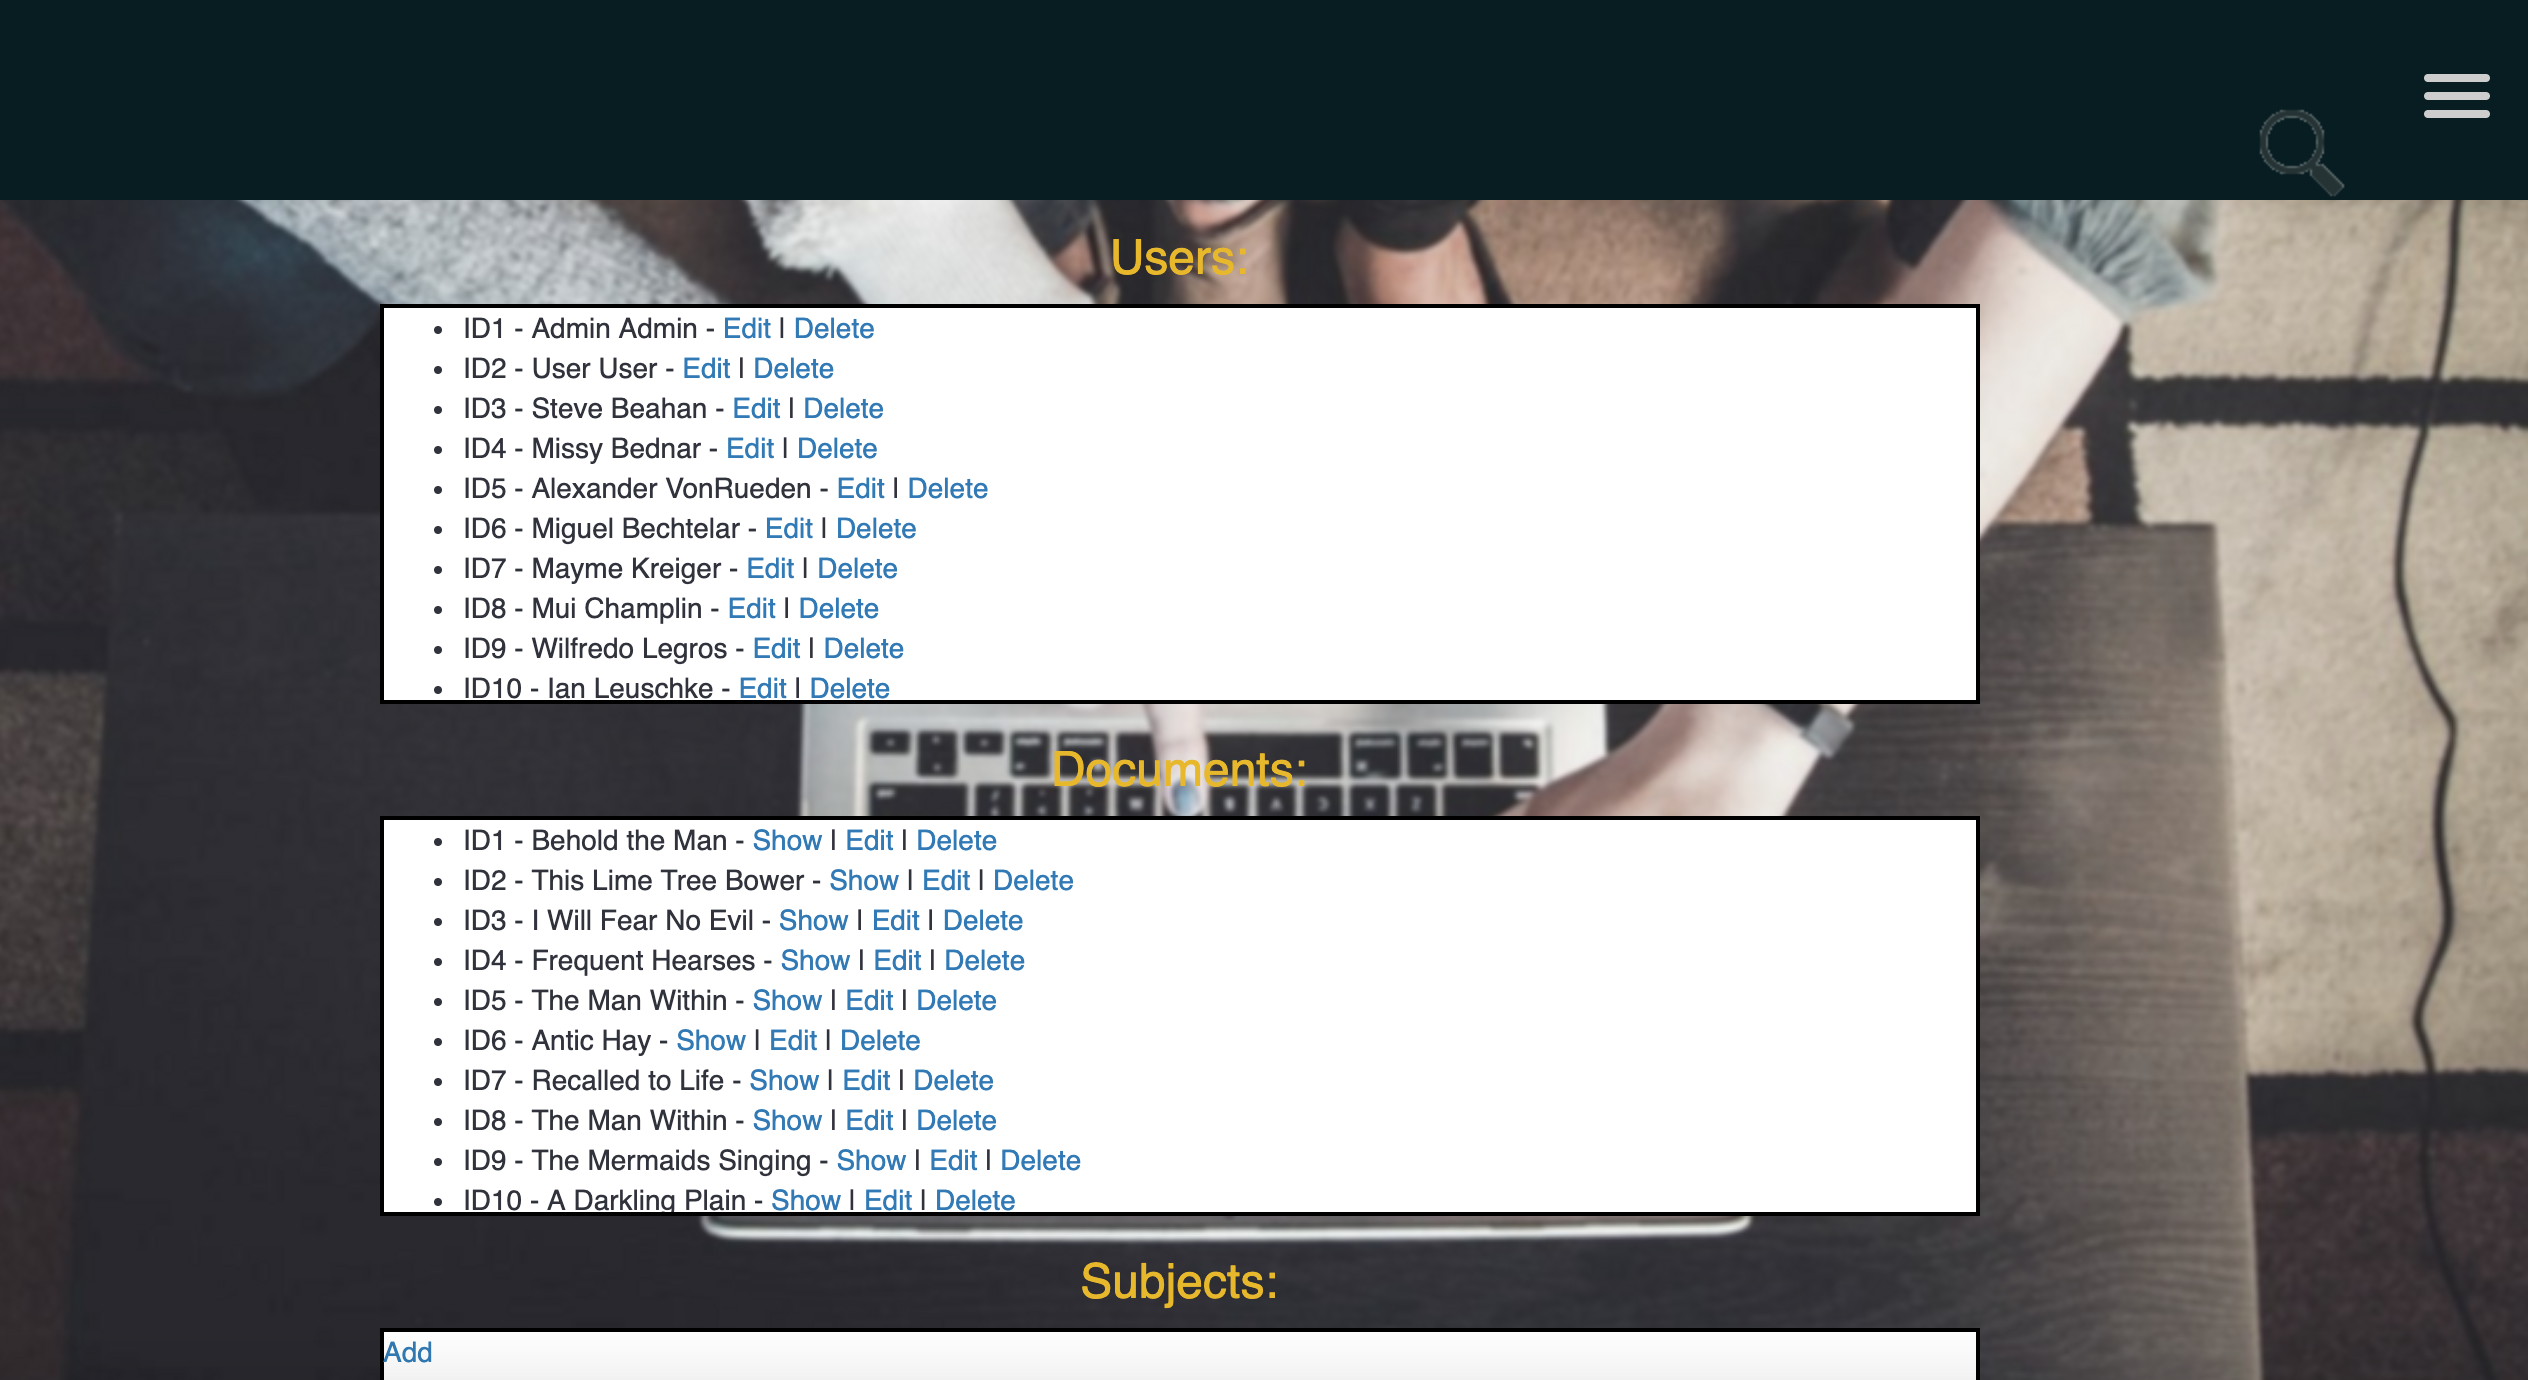 Users:
• ID1 - Admin Admin - Edit | Delete
• ID2 - User User - Edit | Delete
• ID3 - Steve Beahan - Edit | Delete
• ID4 - Missy Bednar - Edit | Delete
• ID5 - Alexander VonRueden - Edit | Delete
• ID6 - Miguel Bechtelar - Edit | Delete
• ID7 - Mayme Kreiger - Edit | Delete
• ID8 - Mui Champlin - Edit | Delete
• ID9 - Wilfredo Legros - Edit | Delete
• ID10 - Ian Leuschke - Edit | Delete
Documents:
• ID1 - Behold the Man - Show | Edit | Delete
• ID2 - This Lime Tree Bower - Show | Edit | Delete
• ID3 - I Will Fear No Evil - Show | Edit | Delete
• ID4 - Frequent Hearses - Show | Edit | Delete
• ID5 - The Man Within - Show | Edit | Delete
• ID6 - Antic Hay - Show | Edit | Delete
• ID7 - Recalled to Life - Show | Edit | Delete
• ID8 - The Man Within - Show | Edit | Delete
• ID9 - The Mermaids Singing - Show | Edit | Delete
• ID10 - A Darkling Plain - Show | Edit | Delete
Subjects:
Add